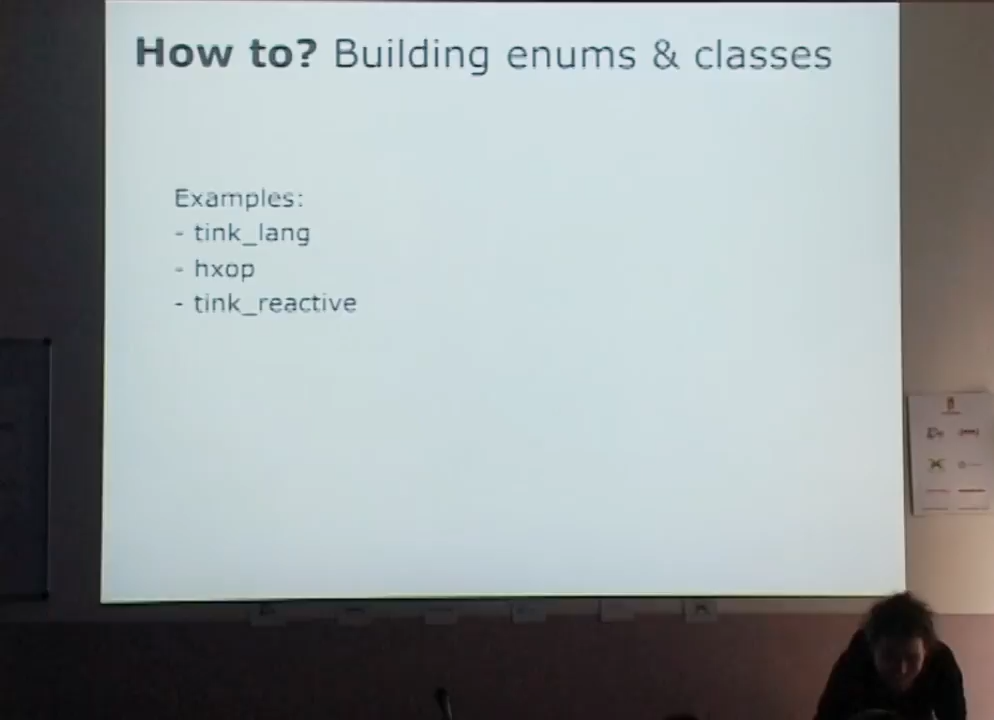 How to? Building enums & classes
Examples:
- tink_lang
- hxop
- tink_reactive